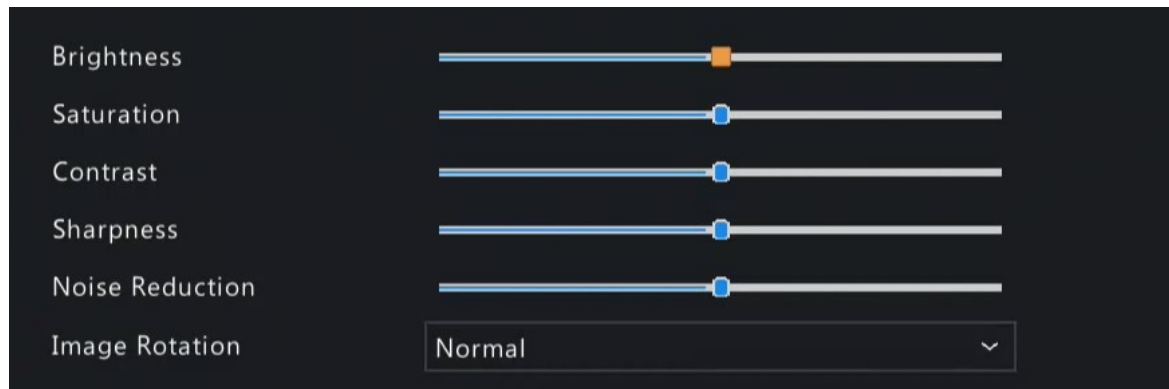 Brightness
Saturation
Contrast
Sharpness
Noise Reduction
Image Rotation Normal